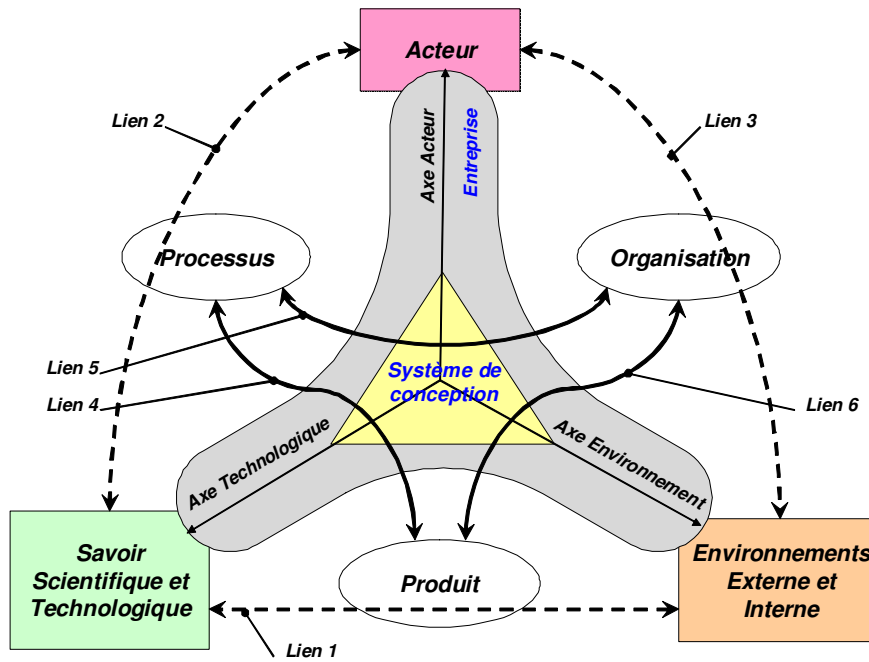 Acteur
Lien 2
Lien 3
Axe Acteur
Entreprise
Processus
Organisation
Lien 5
Lien 4
Système de
conception
Lien 6
Axe Technologique
Axe Environnement
Savoir
Scientifique et
Technologique
Produit
Environnements
Externe et
Interne
Lien 1